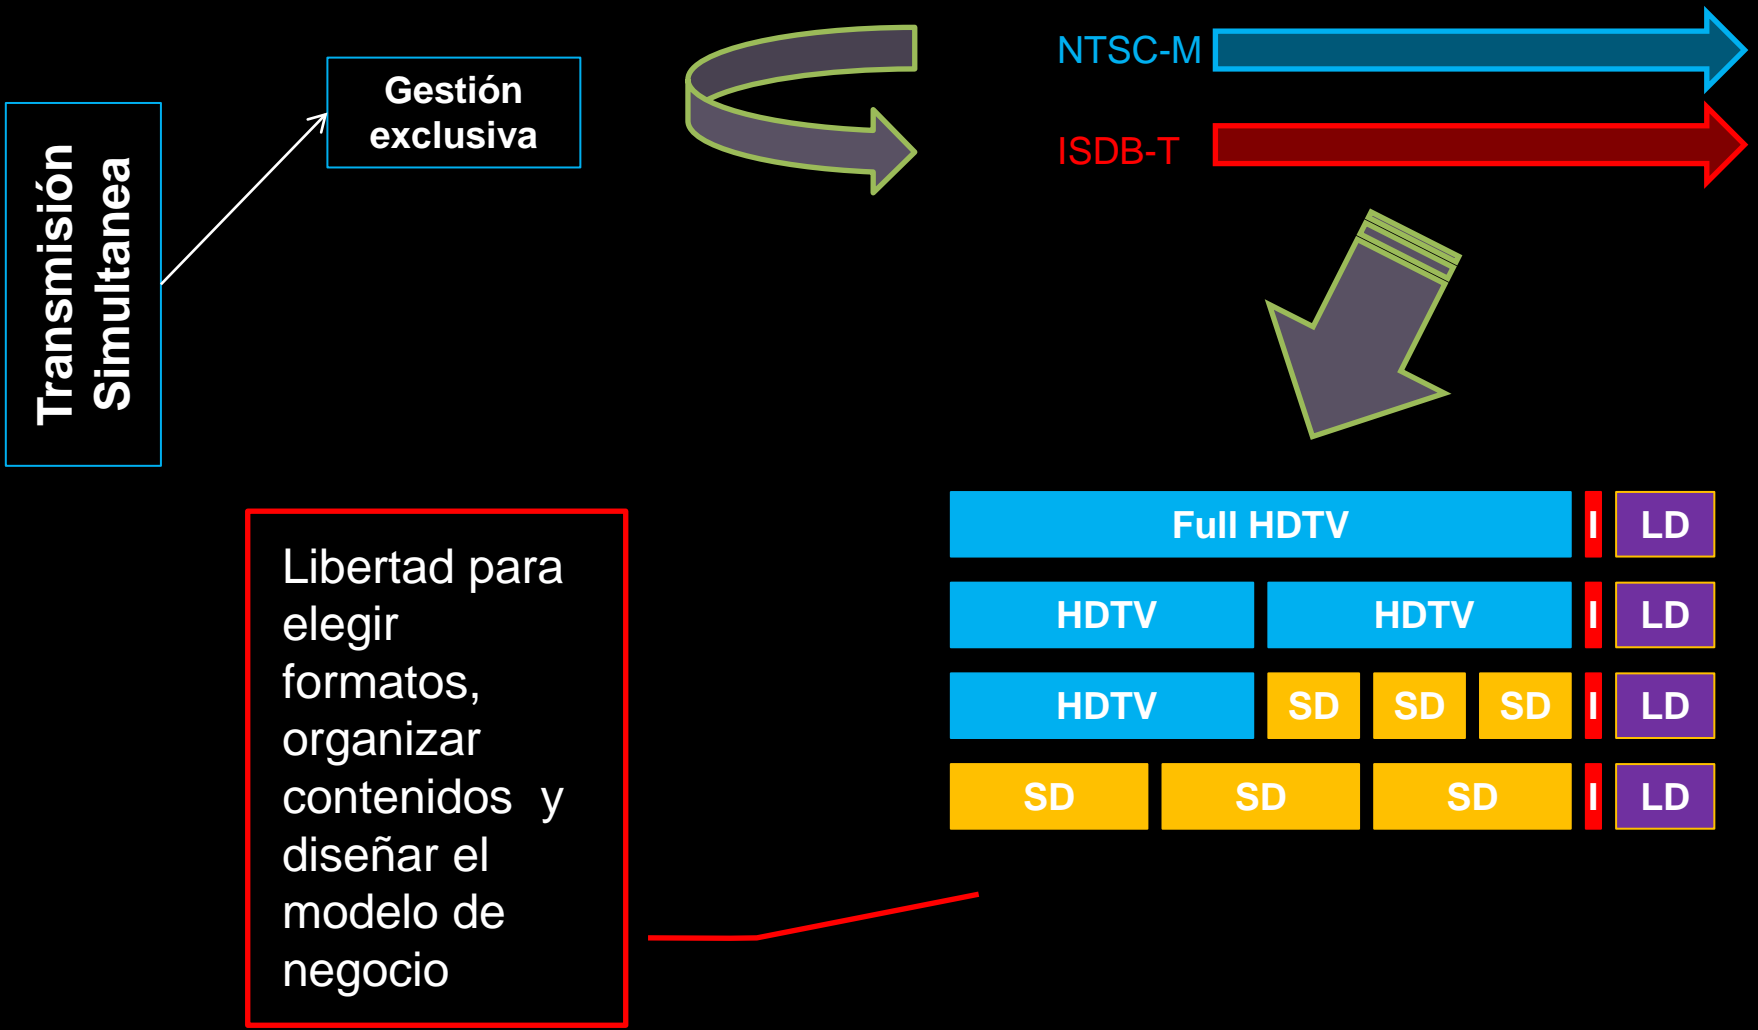 Transmisión
Simultanea
Gestión
exclusiva
NTSC-M
ISDB-T
Full HDTV I LD
HDTV HDTV I LD
HDTV SD SD SD I LD
SD SD SD I LD
Libertad para
elegir
formatos,
organizar
contenidos y
diseñar el
modelo de
negocio